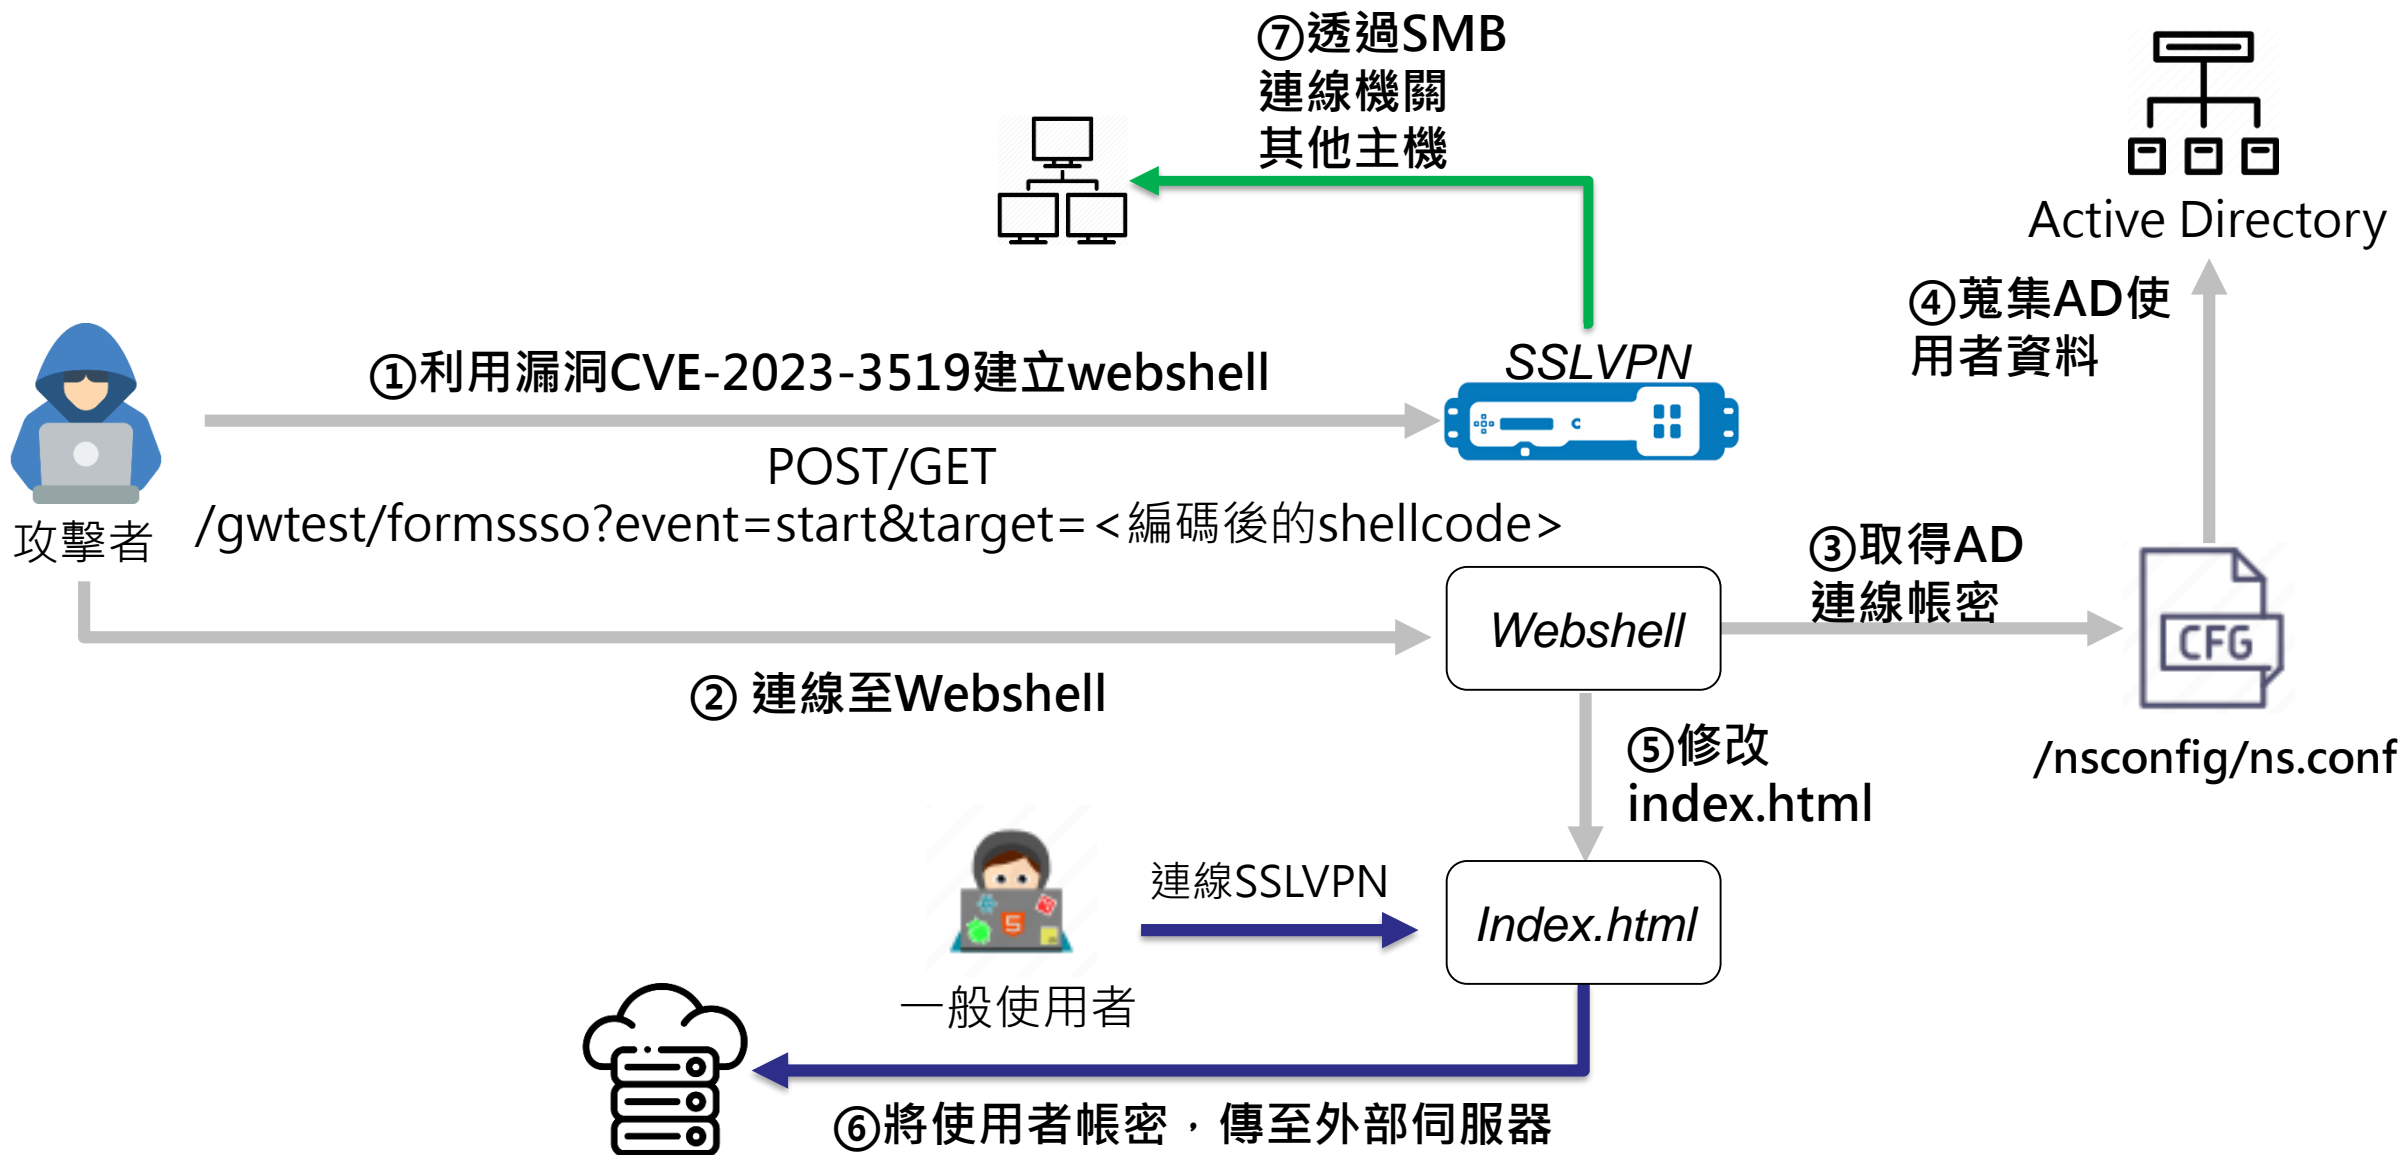 ⑦透過SMB
連線機關
其他主機
Active Directory
④蒐集AD使
用者資料
①利用漏洞CVE-2023-3519建立webshell
SSLVPN
POST/GET
/gwtest/formssso?event=start&target=<編碼後的shellcode>
攻擊者
③取得AD
連線帳密
Webshell
CFG
② 連線至Webshell
⑤修改
index.html
/nsconfig/ns.conf
連線SSLVPN
Index.html
一般使用者
⑥將使用者帳密，傳至外部伺服器